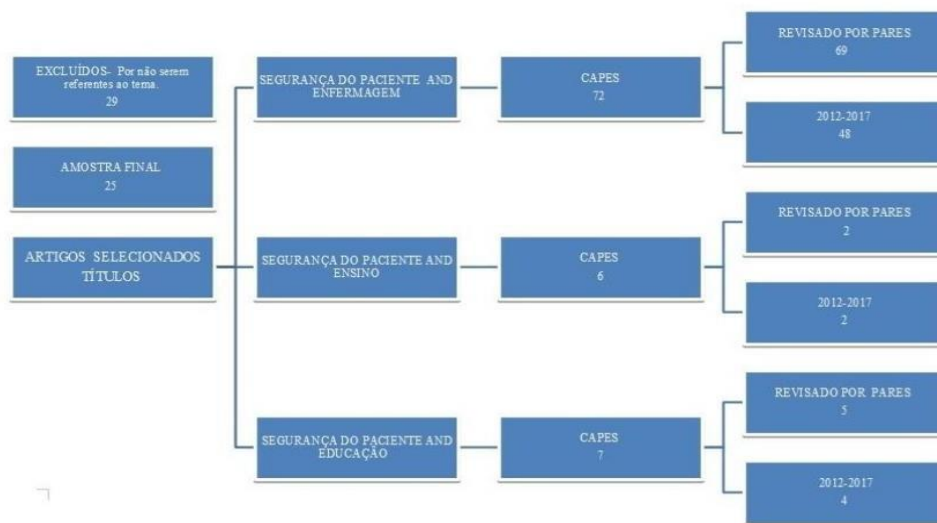 EXCLUÍDOS- Por não serem
referentes ao tema.
29
AMOSTRA FINAL
25
ARTIGOS SELECIONADOS
TÍTULOS
SEGURANÇA DO PACIENTE AND
ENFERMAGEM
CAPES
72
REVISADO POR PARES
69
2012-2017
48
SEGURANÇA DO PACIENTE AND
ENSINO
CAPES
6
REVISADO POR PARES
2
2012-2017
2
SEGURANÇA DO PACIENTE AND
EDUCAÇÃO
CAPES
7
REVISADO POR PARES
5
2012-2017
4